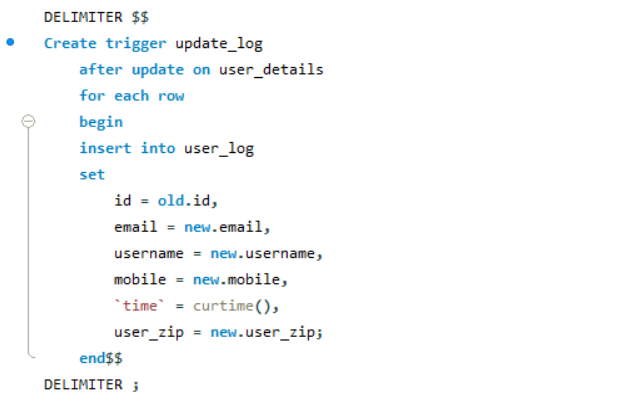 DELIMITER $$
Create trigger update_log
after update on user_details
for each row
begin
insert into user_log
set
id = old.id,
email = new.email,
username = new.username,
mobile = new.mobile,
`time` = curtime(),
user_zip = new.user_zip;
end$$
DELIMITER ;